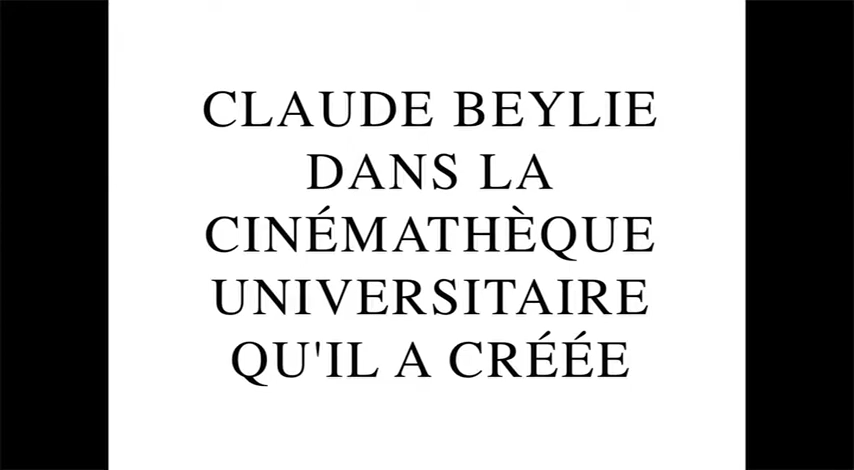 CLAUDE BEYLIE
DANS LA
CINÉMATHÈQUE
UNIVERSITAIRE
QU'IL A CRÉÉE